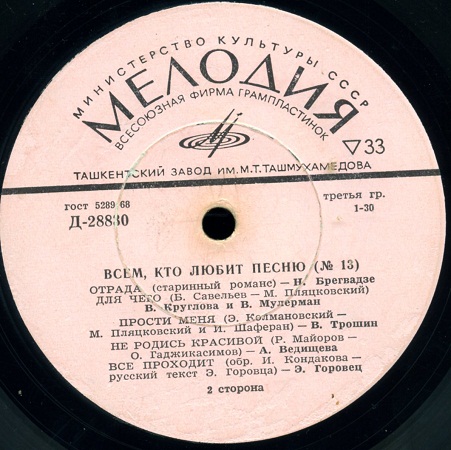 МИНИСТЕРСТВО КУЛЬТУРЫ СССР
МЕЛОДИЯ
ВСЕСОЮЗНАЯ ФИРМА ГРАМПЛАСТИНОК
▽33
ТАШКЕНТСКИЙ ЗАВОД ИМ. М.Т. ТАШМУХАМЕДОВА
гост 5289 68
Д-28830
третья гр.
1-30
ВСЕМ, КТО ЛЮБИТ ПЕСНЮ (№ 13)
ОТРАДА (старинный романс) — Н. Брегвадзе
ДЛЯ ЧЕГО (Б. Савельев — М. Пляцковский)
В. Круглова и В. Мулерман
ПРОСТИ МЕНЯ (Э. Колмановский —
М. Пляцковский и И. Шаферан) — В. Трошин
НЕ РОДИСЬ КРАСИВОЙ (Р. Майоров —
О. Гаджикасимов) — А. Ведищева
ВСЕ ПРОХОДИТ (обр. И. Кондакова —
русский текст Э. Горовца) — Э. Горовец
2 сторона